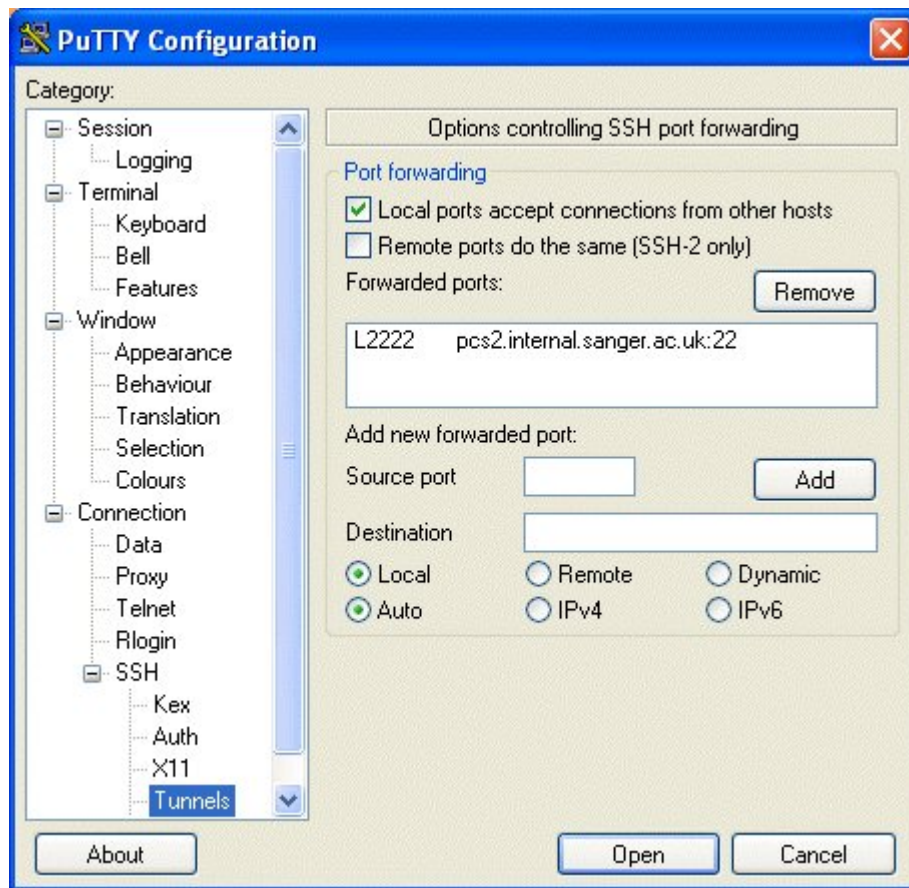 PuTTY Configuration
Category:
Session
Logging
Terminal
Keyboard
Bell
Features
Window
Appearance
Behaviour
Translation
Selection
Colours
Connection
Data
Proxy
Telnet
Rlogin
SSH
Kex
Auth
X11
Tunnels
Options controlling SSH port forwarding
Port forwarding
Local ports accept connections from other hosts
Remote ports do the same (SSH-2 only)
Forwarded ports:
Remove
L2222 pcs2.internal.sanger.ac.uk:22
Add new forwarded port:
Source port
Add
Destination
Local Remote Dynamic
Auto IPv4 IPv6
About Open Cancel